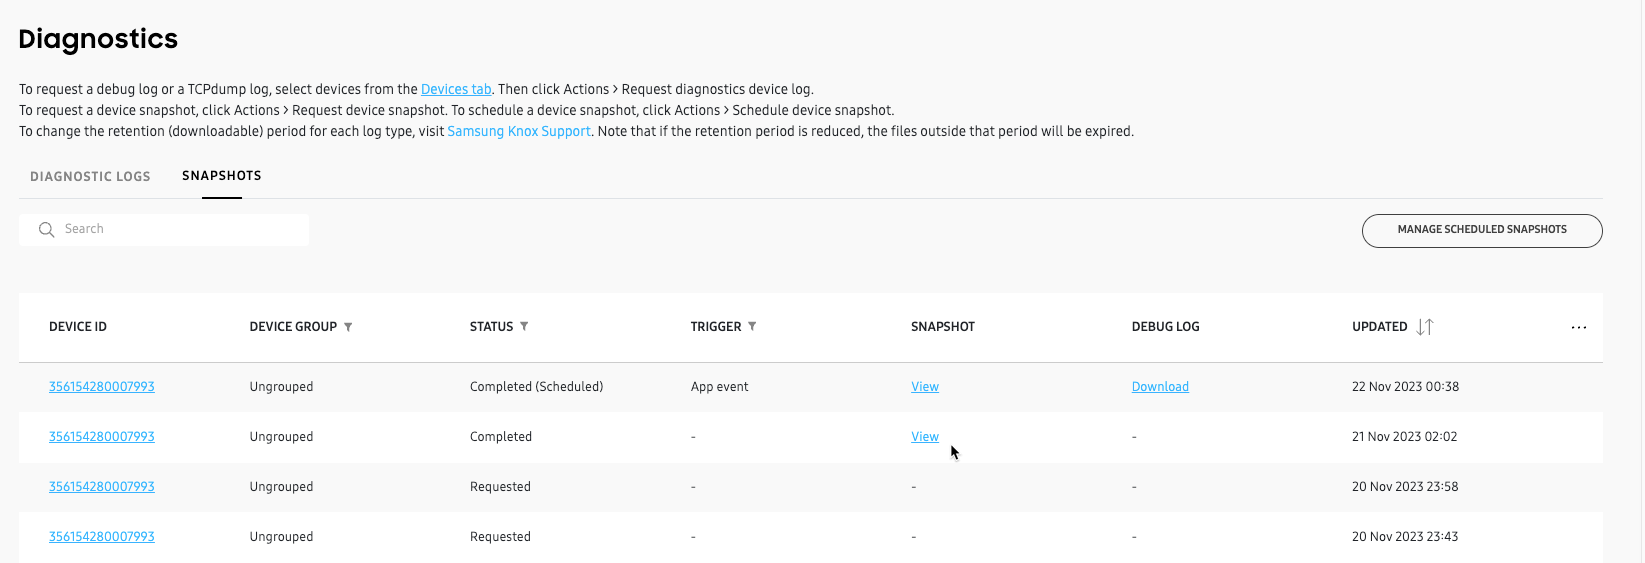 Diagnostics
To request a debug log or a TCPdump log, select devices from the Devices tab. Then click Actions > Request diagnostics device log.
To request a device snapshot, click Actions > Request device snapshot. To schedule a device snapshot, click Actions > Schedule device snapshot.
To change the retention (downloadable) period for each log type, visit Samsung Knox Support. Note that if the retention period is reduced, the files outside that period will be expired.
DIAGNOSTIC LOGS SNAPSHOTS
Search MANAGE SCHEDULED SNAPSHOTS
DEVICE ID DEVICE GROUP STATUS TRIGGER SNAPSHOT DEBUG LOG UPDATED ...
356154280007993 Ungrouped Completed (Scheduled) App event View Download 22 Nov 2023 00:38
356154280007993 Ungrouped Completed - View - 21 Nov 2023 02:02
356154280007993 Ungrouped Requested - - - 20 Nov 2023 23:58
356154280007993 Ungrouped Requested - - - 20 Nov 2023 23:43